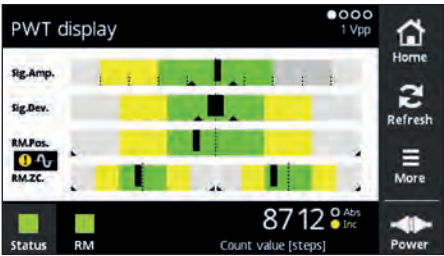 PWT display
1 Vpp
Home
Sig.Amp.
Sig.Dev.
Refresh
RM.Pos.
RM.ZC.
More
8712
Abs
Inc
Status
RM
Count value [steps]
Power